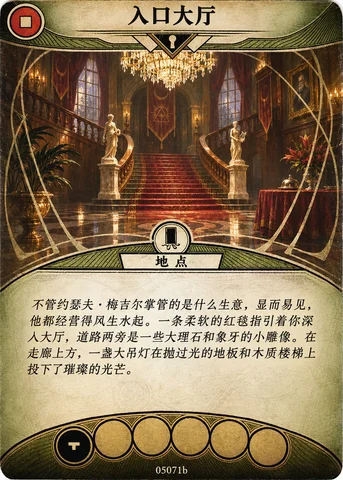 入口大厅
地点
不管约瑟夫·梅吉尔掌管的是什么生意，显而易见，
他都经营得风生水起。一条柔软的红毯指引着你深
入大厅，道路两旁是一些大理石和象牙的小雕像。在
走廊上方，一盏大吊灯在抛过光的地板和木质楼梯上
投下了璀璨的光芒。
05071b